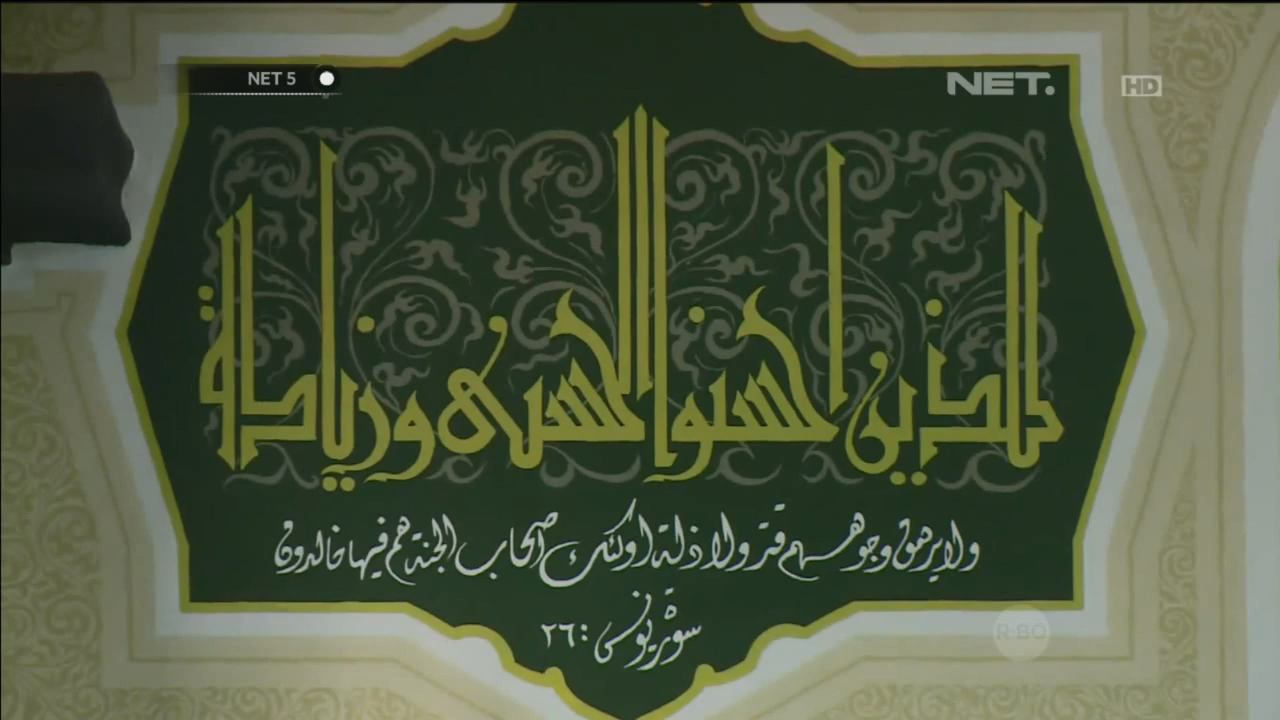 NET 5
NET.
HD
للذين احسنوا الحسنى وزيادة
ولا يرهق وجوههم قتر ولا ذلة اولئك اصحاب الجنة هم فيها خالدون
سورة يونس : ٢٦
R-BO